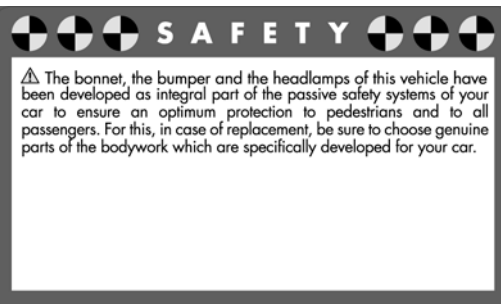 SAFETY
⚠ The bonnet, the bumper and the headlamps of this vehicle have
been developed as integral part of the passive safety systems of your
car to ensure an optimum protection to pedestrians and to all
passengers. For this, in case of replacement, be sure to choose genuine
parts of the bodywork which are specifically developed for your car.